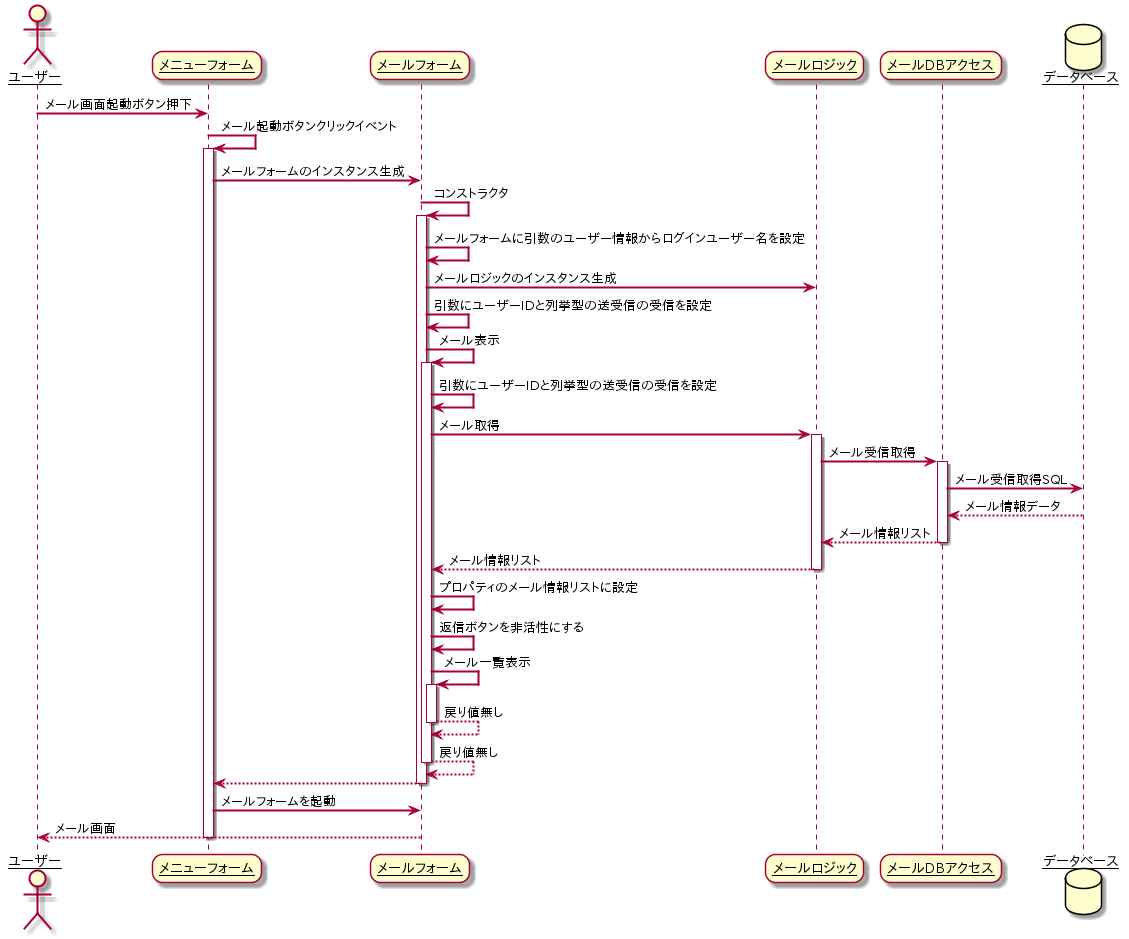 ユーザー
メニューフォーム
メールフォーム
メールロジック
メールDBアクセス
データベース
メール画面起動ボタン押下
メール起動ボタンクリックイベント
メールフォームのインスタンス生成
コンストラクタ
メールフォームに引数のユーザー情報からログインユーザー名を設定
メールロジックのインスタンス生成
引数にユーザーIDと列挙型の送受信の受信を設定
メール表示
引数にユーザーIDと列挙型の送受信の受信を設定
メール取得
メール受信取得
メール受信取得SQL
メール情報データ
メール情報リスト
メール情報リスト
プロパティのメール情報リストに設定
返信ボタンを非活性にする
メール一覧表示
戻り値無し
戻り値無し
メールフォームを起動
メール画面
ユーザー
メニューフォーム
メールフォーム
メールロジック
メールDBアクセス
データベース